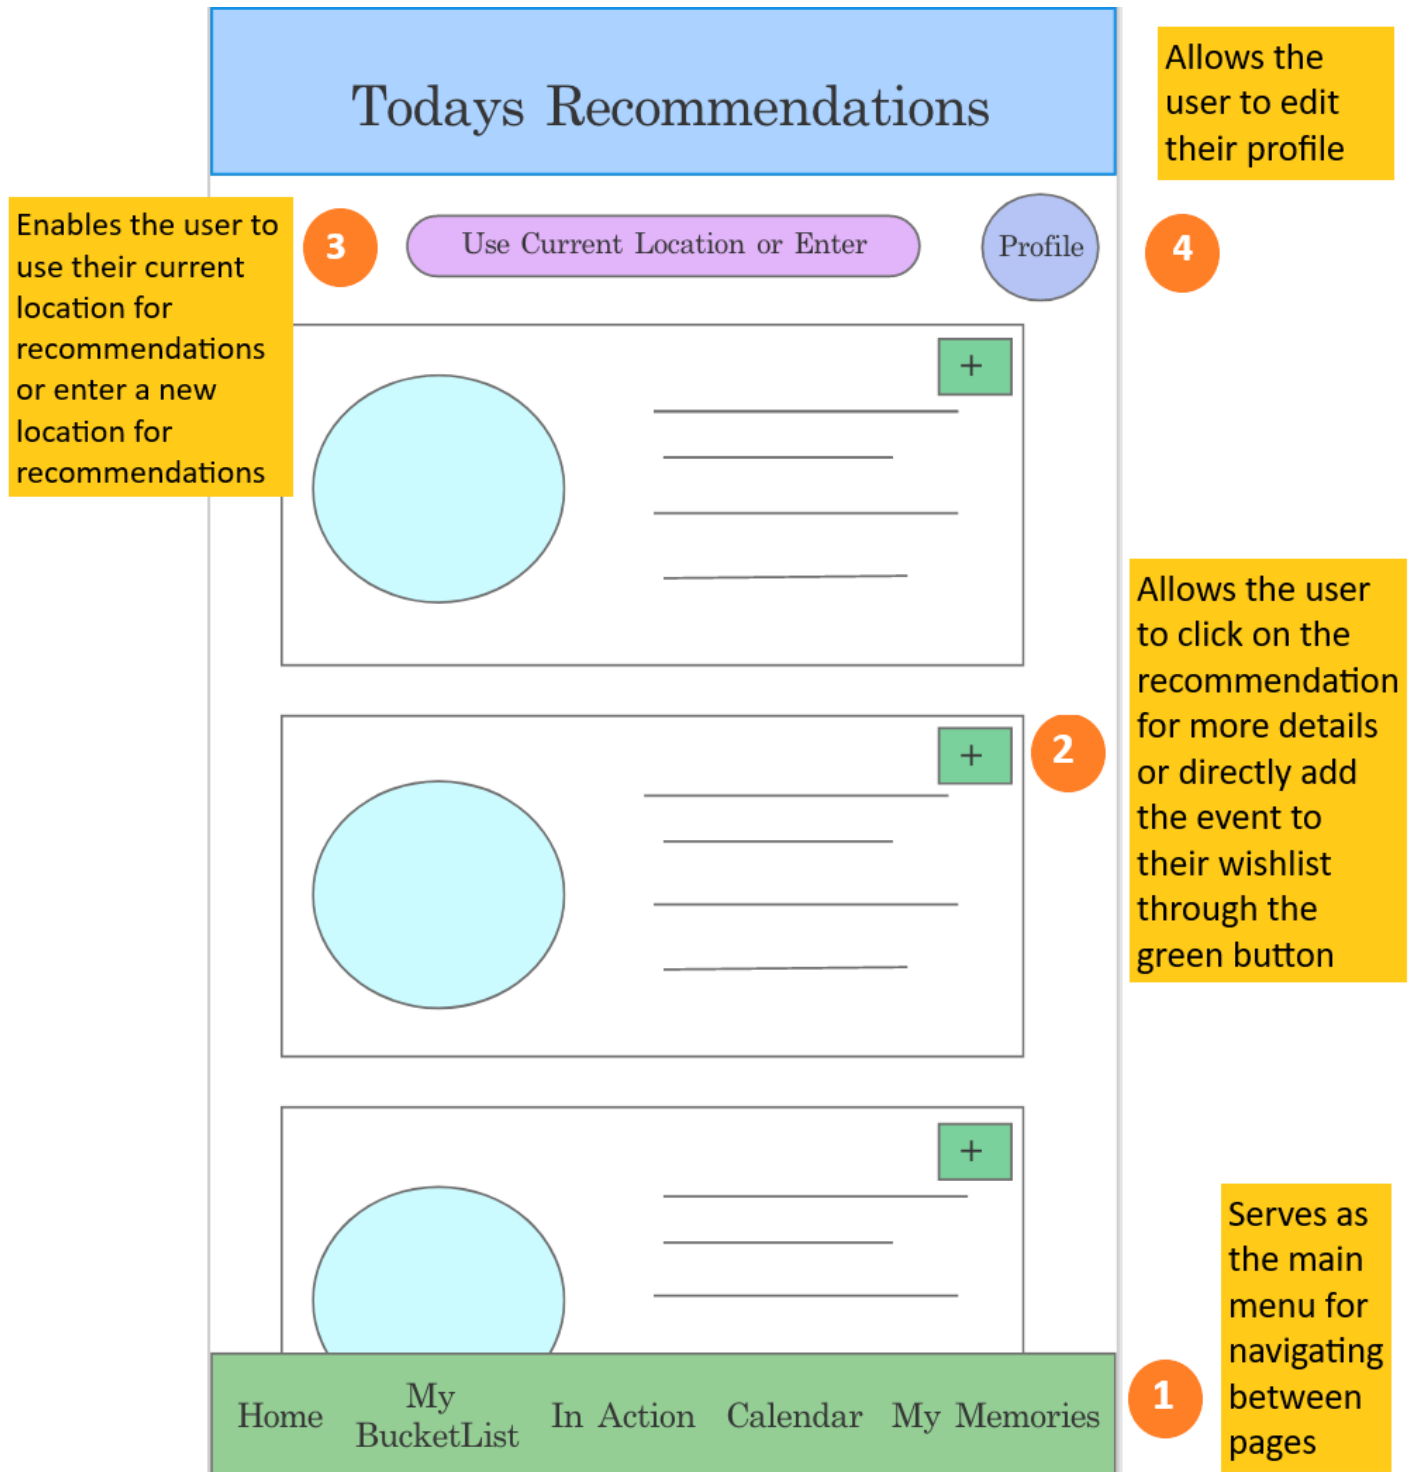 Todays Recommendations
Allows the
user to edit
their profile
Enables the user to
use their current
location for
recommendations
or enter a new
location for
recommendations
3
Use Current Location or Enter
Profile
4
+
+
2
Allows the user
to click on the
recommendation
for more details
or directly add
the event to
their wishlist
through the
green button
+
Serves as
the main
menu for
navigating
between
pages
1
Home
My
BucketList
In Action
Calendar
My Memories